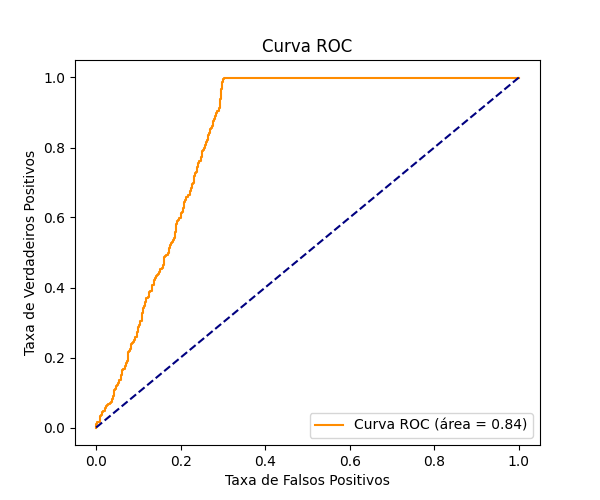 Curva ROC
1.0
0.8
0.6
0.4
0.2
0.0
Taxa de Verdadeiros Positivos
Curva ROC (área = 0.84)
0.0 0.2 0.4 0.6 0.8 1.0
Taxa de Falsos Positivos